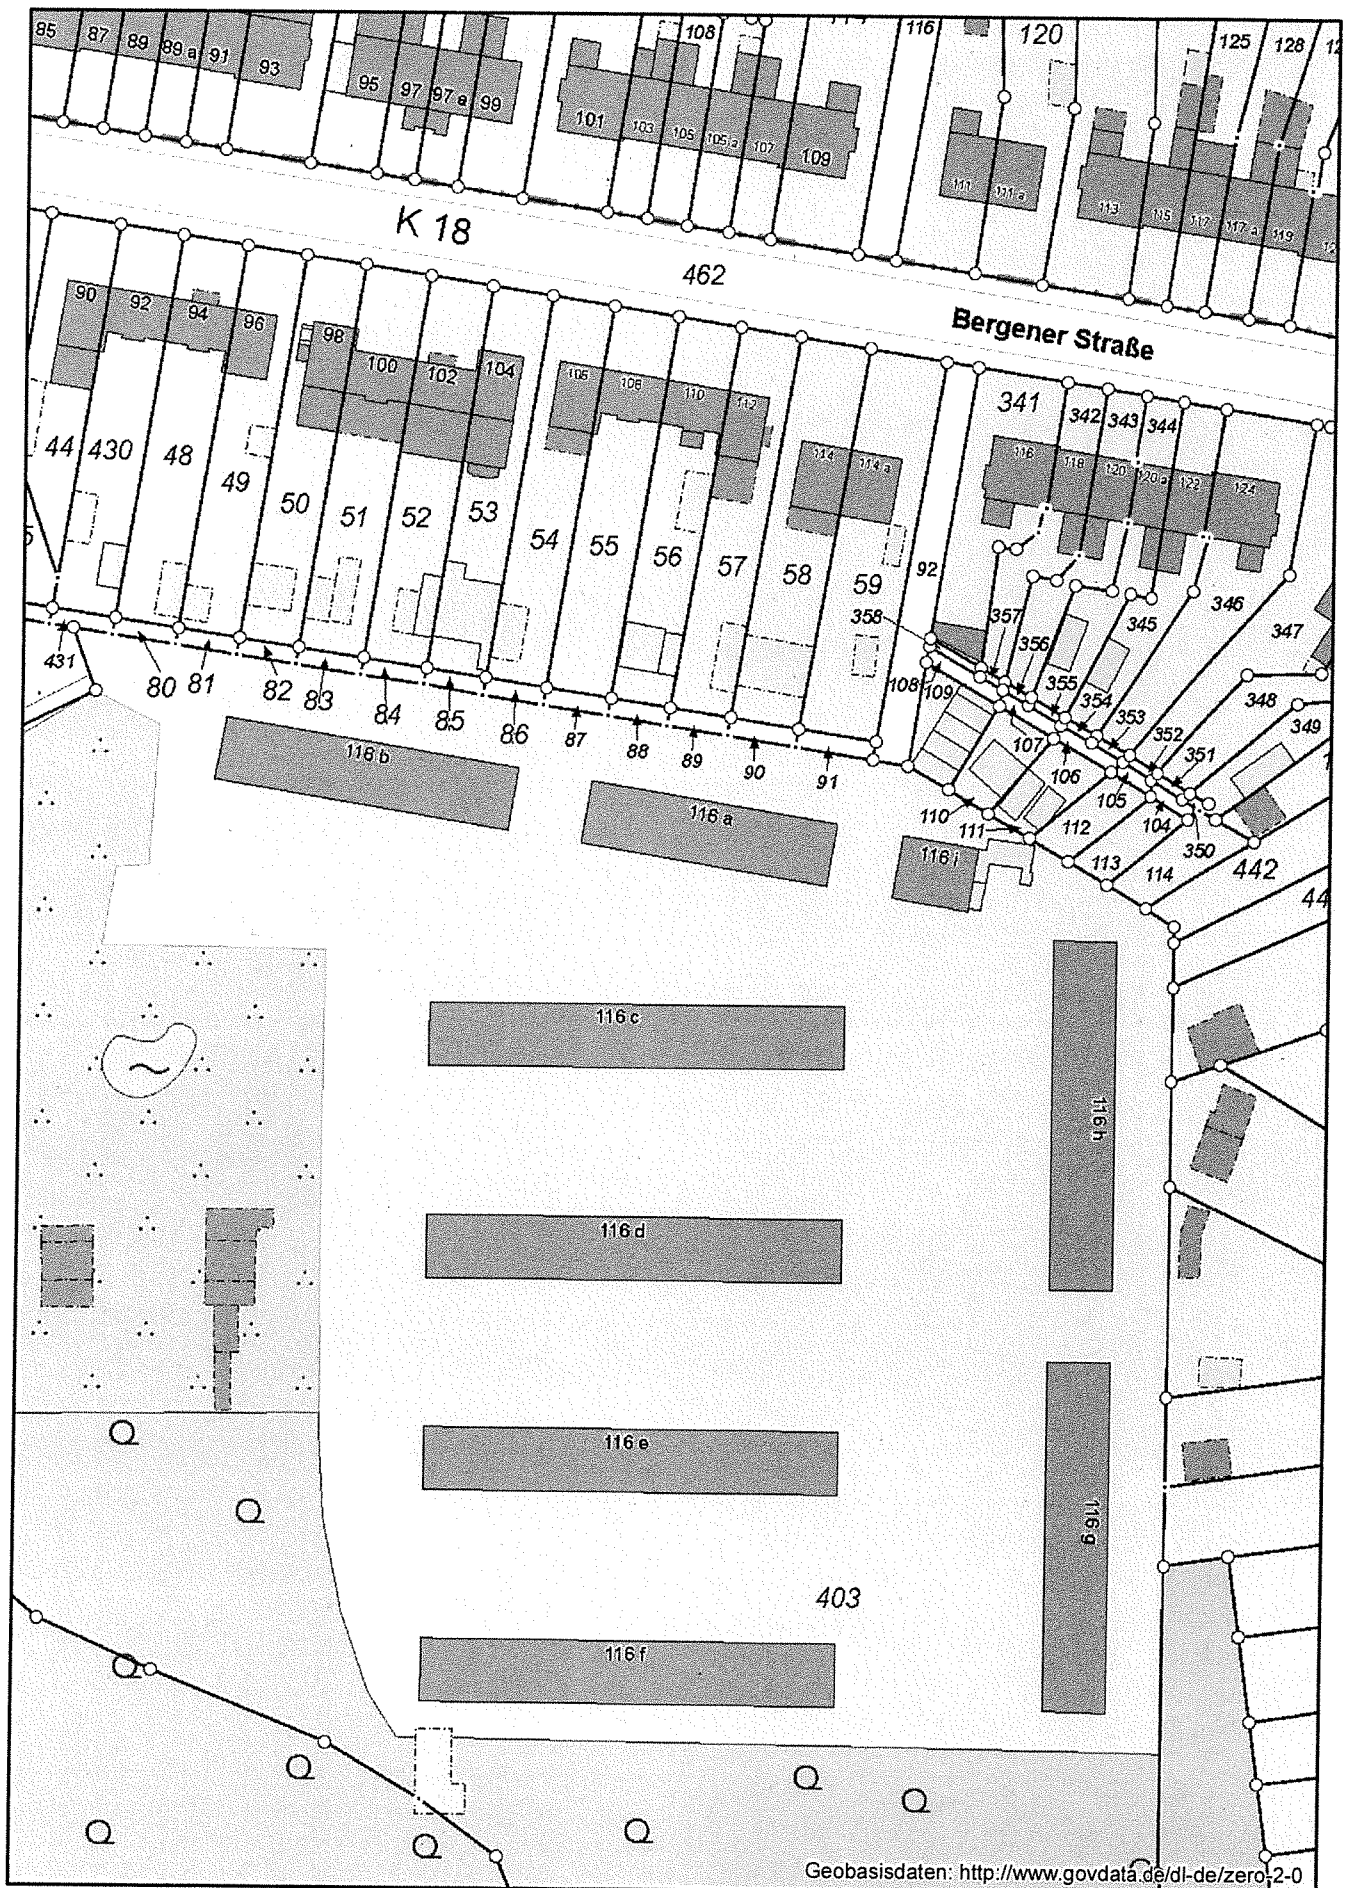 85 87 89 89 a 91 93
95 97 97 a 99
108
101 103 105 105 a 107 109
116
120
111 111 a
125 128
113 115 117 117 a 119
K 18
462
Bergener Straße
90 92 94 96
98 100 102 104
106 108 110 112
114 114 a
341 342 343 344
116 118 120 120 a 122 124
44 430 48 49 50 51 52 53 54 55 56 57 58 59 92
358 357 356 355 354 353 352 351
345 346 347 348 349
431 80 81 82 83 84 85 86 87 88 89 90 91
108 109 107 106 105 104 350
110 111 112 113 114
442
44
116 b
116 a
116 i
116 c
116 h
116 d
116 e
116 g
403
116 f
Geobasisdaten: http://www.govdata.de/dl-de/zero-2-0